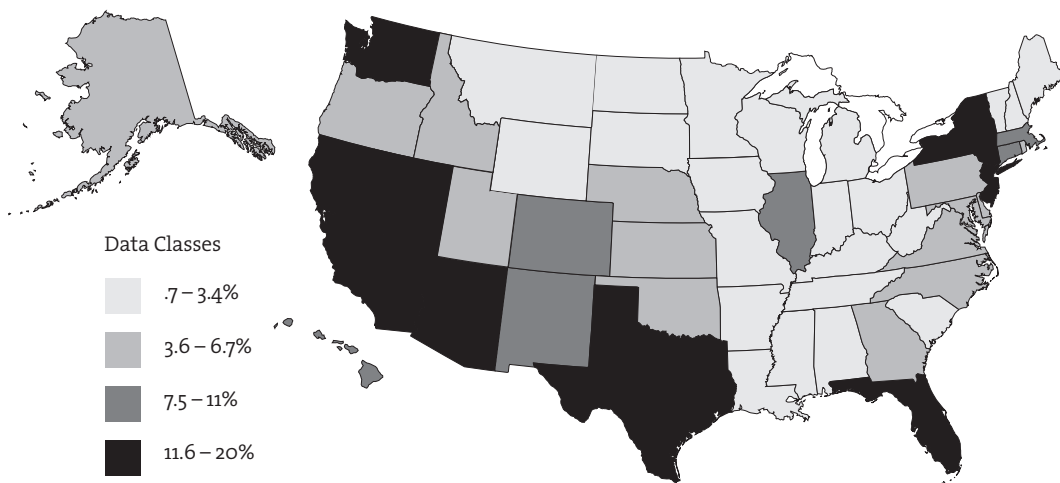 Data Classes
.7 – 3.4%
3.6 – 6.7%
7.5 – 11%
11.6 – 20%